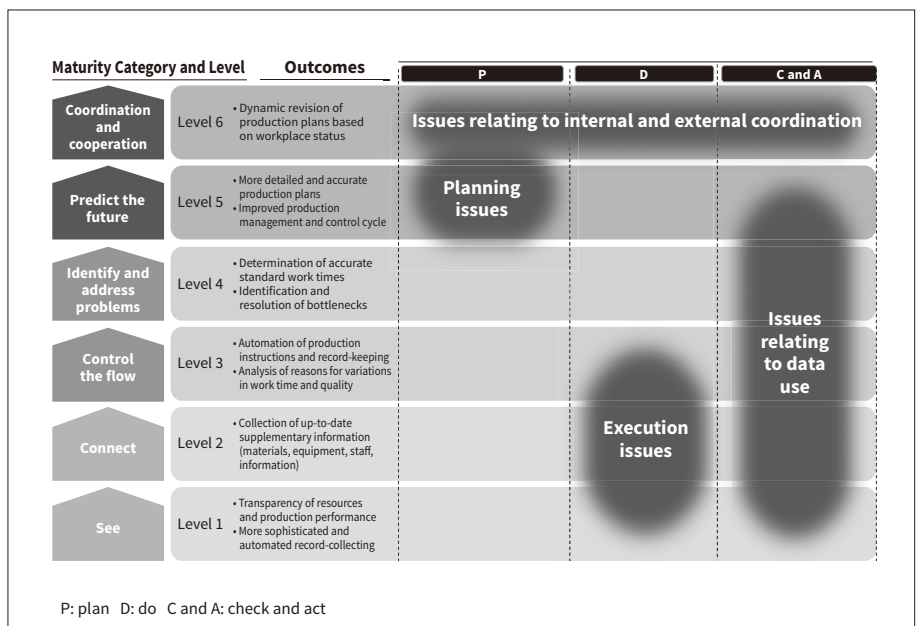 Maturity Category and Level
Outcomes
P
D
C and A
Coordination
and
cooperation
Level 6
• Dynamic revision of
production plans based
on workplace status
Issues relating to internal and external coordination
Predict the
future
Level 5
• More detailed and accurate
production plans
• Improved production
management and control cycle
Planning
issues
Identify and
address
problems
Level 4
• Determination of accurate
standard work times
• Identification and
resolution of bottlenecks
Control
the flow
Level 3
• Automation of production
instructions and record-keeping
• Analysis of reasons for variations
in work time and quality
Issues
relating
to data
use
Connect
Level 2
• Collection of up-to-date
supplementary information
(materials, equipment, staff,
information)
Execution
issues
See
Level 1
• Transparency of resources
and production performance
• More sophisticated and
automated record-collecting
P: plan D: do C and A: check and act